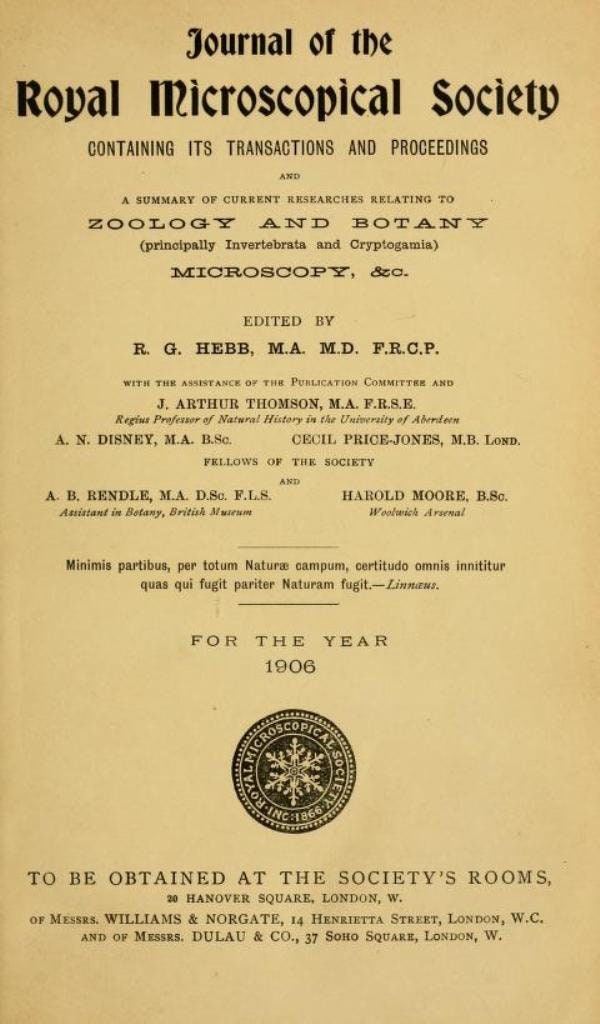 Journal of the
Royal Microscopical Society
CONTAINING ITS TRANSACTIONS AND PROCEEDINGS
AND
A SUMMARY OF CURRENT RESEARCHES RELATING TO
ZOOLOGY AND BOTANY
(principally Invertebrata and Cryptogamia)
MICROSCOPY, &c.
EDITED BY
R. G. HEBB, M.A. M.D. F.R.C.P.
WITH THE ASSISTANCE OF THE PUBLICATION COMMITTEE AND
J. ARTHUR THOMSON, M.A. F.R.S.E.
Regius Professor of Natural History in the University of Aberdeen
A. N. DISNEY, M.A. B.Sc. CECIL PRICE-JONES, M.B. LOND.
FELLOWS OF THE SOCIETY
AND
A. B. RENDLE, M.A. D.Sc. F.L.S. HAROLD MOORE, B.Sc.
Assistant in Botany, British Museum Woolwich Arsenal
Minimis partibus, per totum Naturæ campum, certitudo omnis innititur
quas qui fugit pariter Naturam fugit.—Linnæus.
FOR THE YEAR
1906
ROYAL MICROSCOPICAL SOCIETY
INC: 1866
TO BE OBTAINED AT THE SOCIETY'S ROOMS,
20 HANOVER SQUARE, LONDON, W.
OF MESSRS. WILLIAMS & NORGATE, 14 HENRIETTA STREET, LONDON, W.C.
AND OF MESSRS. DULAU & CO., 37 SOHO SQUARE, LONDON, W.